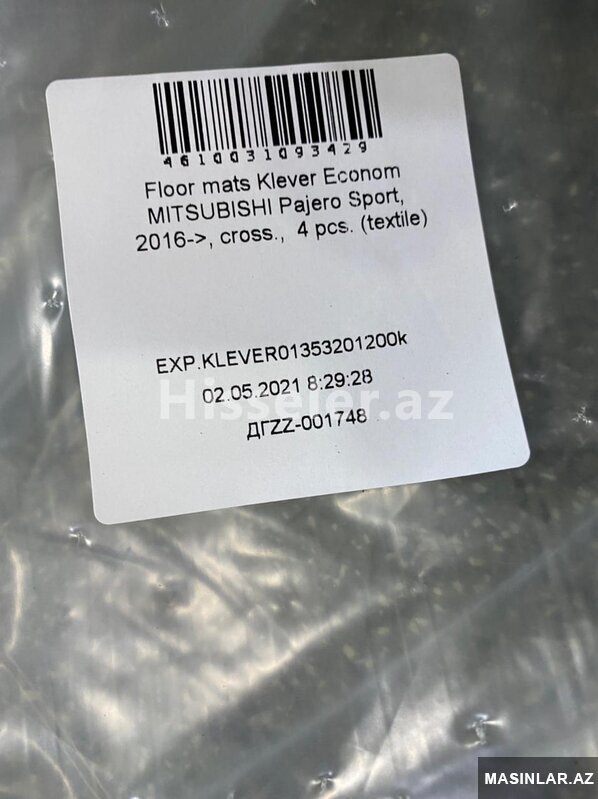 4610031093429
Floor mats Klever Econom
MITSUBISHI Pajero Sport,
2016->, cross.,  4 pcs. (textile)
EXP.KLEVER01353201200k
02.05.2021 8:29:28
Hisseler.az
ДГZZ-001748
MASINLAR.AZ